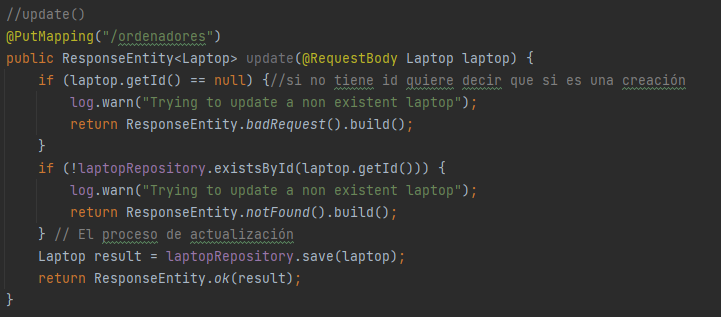 //update()
@PutMapping("/ordenadores")
public ResponseEntity<Laptop> update(@RequestBody Laptop laptop) {
    if (laptop.getId() == null) {//si no tiene id quiere decir que si es una creación
        log.warn("Trying to update a non existent laptop");
        return ResponseEntity.badRequest().build();
    }
    if (!laptopRepository.existsById(laptop.getId())) {
        log.warn("Trying to update a non existent laptop");
        return ResponseEntity.notFound().build();
    } // El proceso de actualización
    Laptop result = laptopRepository.save(laptop);
    return ResponseEntity.ok(result);
}